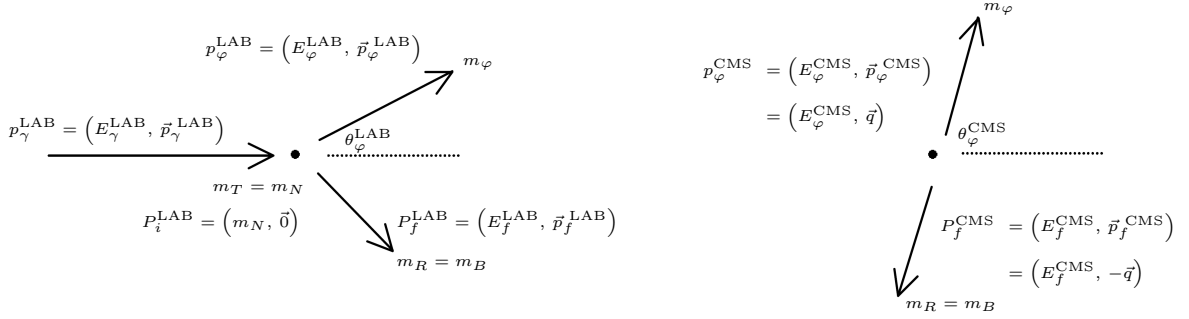 p_φ^LAB = (E_φ^LAB, p⃗_φ^LAB)
m_φ
p_γ^LAB = (E_γ^LAB, p⃗_γ^LAB)
θ_φ^LAB
m_T = m_N
P_i^LAB = (m_N, 0⃗)
P_f^LAB = (E_f^LAB, p⃗_f^LAB)
m_R = m_B
m_φ
p_φ^CMS = (E_φ^CMS, p⃗_φ^CMS)
= (E_φ^CMS, q⃗)
θ_φ^CMS
P_f^CMS = (E_f^CMS, p⃗_f^CMS)
= (E_f^CMS, −q⃗)
m_R = m_B